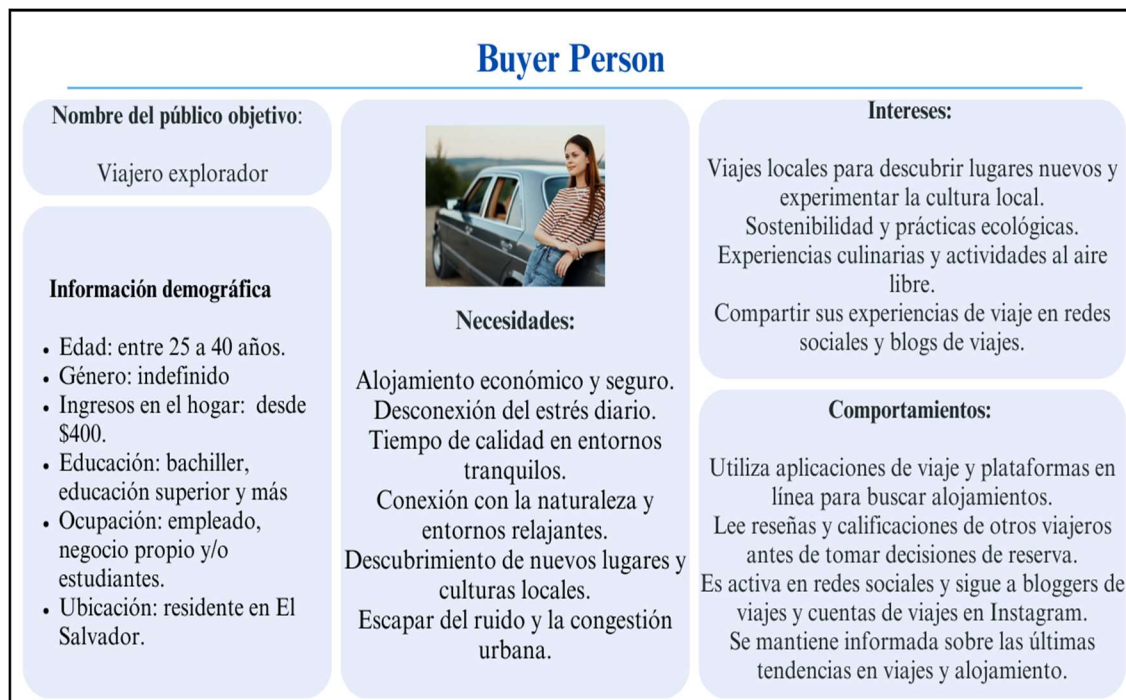 Buyer Person
Nombre del público objetivo:
Viajero explorador
Información demográfica
• Edad: entre 25 a 40 años.
• Género: indefinido
• Ingresos en el hogar: desde
$400.
• Educación: bachiller,
educación superior y más
• Ocupación: empleado,
negocio propio y/o
estudiantes.
• Ubicación: residente en El
Salvador.
Necesidades:
Alojamiento económico y seguro.
Desconexión del estrés diario.
Tiempo de calidad en entornos
tranquilos.
Conexión con la naturaleza y
entornos relajantes.
Descubrimiento de nuevos lugares y
culturas locales.
Escapar del ruido y la congestión
urbana.
Intereses:
Viajes locales para descubrir lugares nuevos y
experimentar la cultura local.
Sostenibilidad y prácticas ecológicas.
Experiencias culinarias y actividades al aire
libre.
Compartir sus experiencias de viaje en redes
sociales y blogs de viajes.
Comportamientos:
Utiliza aplicaciones de viaje y plataformas en
línea para buscar alojamientos.
Lee reseñas y calificaciones de otros viajeros
antes de tomar decisiones de reserva.
Es activa en redes sociales y sigue a bloggers de
viajes y cuentas de viajes en Instagram.
Se mantiene informada sobre las últimas
tendencias en viajes y alojamiento.